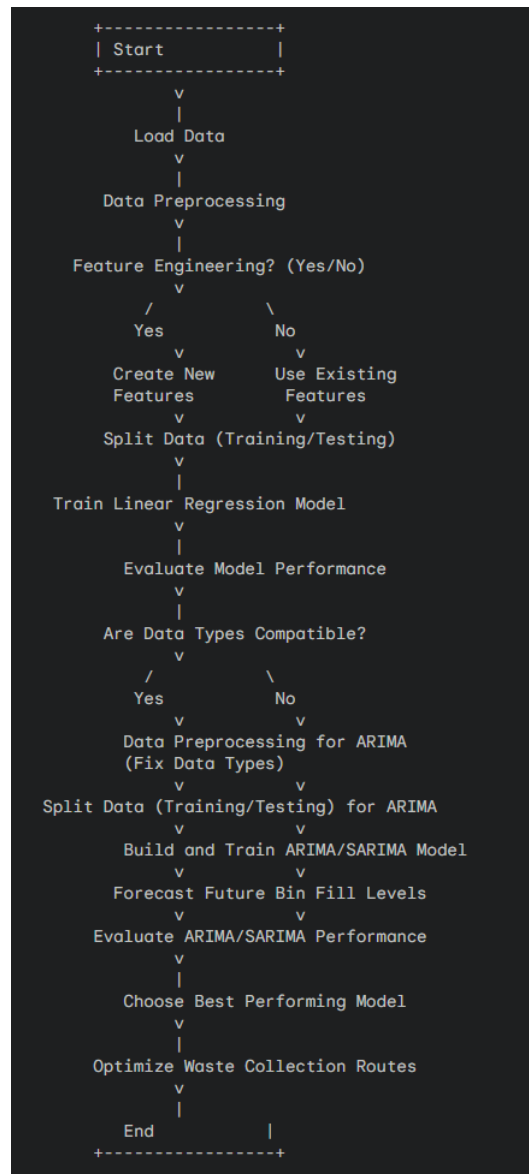 +-----------------+
| Start           |
+-----------------+
v
|
Load Data
v
|
Data Preprocessing
v
|
Feature Engineering? (Yes/No)
v
/ \
Yes No
v v
Create New Use Existing
Features Features
v v
Split Data (Training/Testing)
v
|
Train Linear Regression Model
v
|
Evaluate Model Performance
v
|
Are Data Types Compatible?
v
/ \
Yes No
v v
Data Preprocessing for ARIMA
(Fix Data Types)
v v
Split Data (Training/Testing) for ARIMA
v v
Build and Train ARIMA/SARIMA Model
v v
Forecast Future Bin Fill Levels
v v
Evaluate ARIMA/SARIMA Performance
v
|
Choose Best Performing Model
v
|
Optimize Waste Collection Routes
v
|
End |
+-----------------+